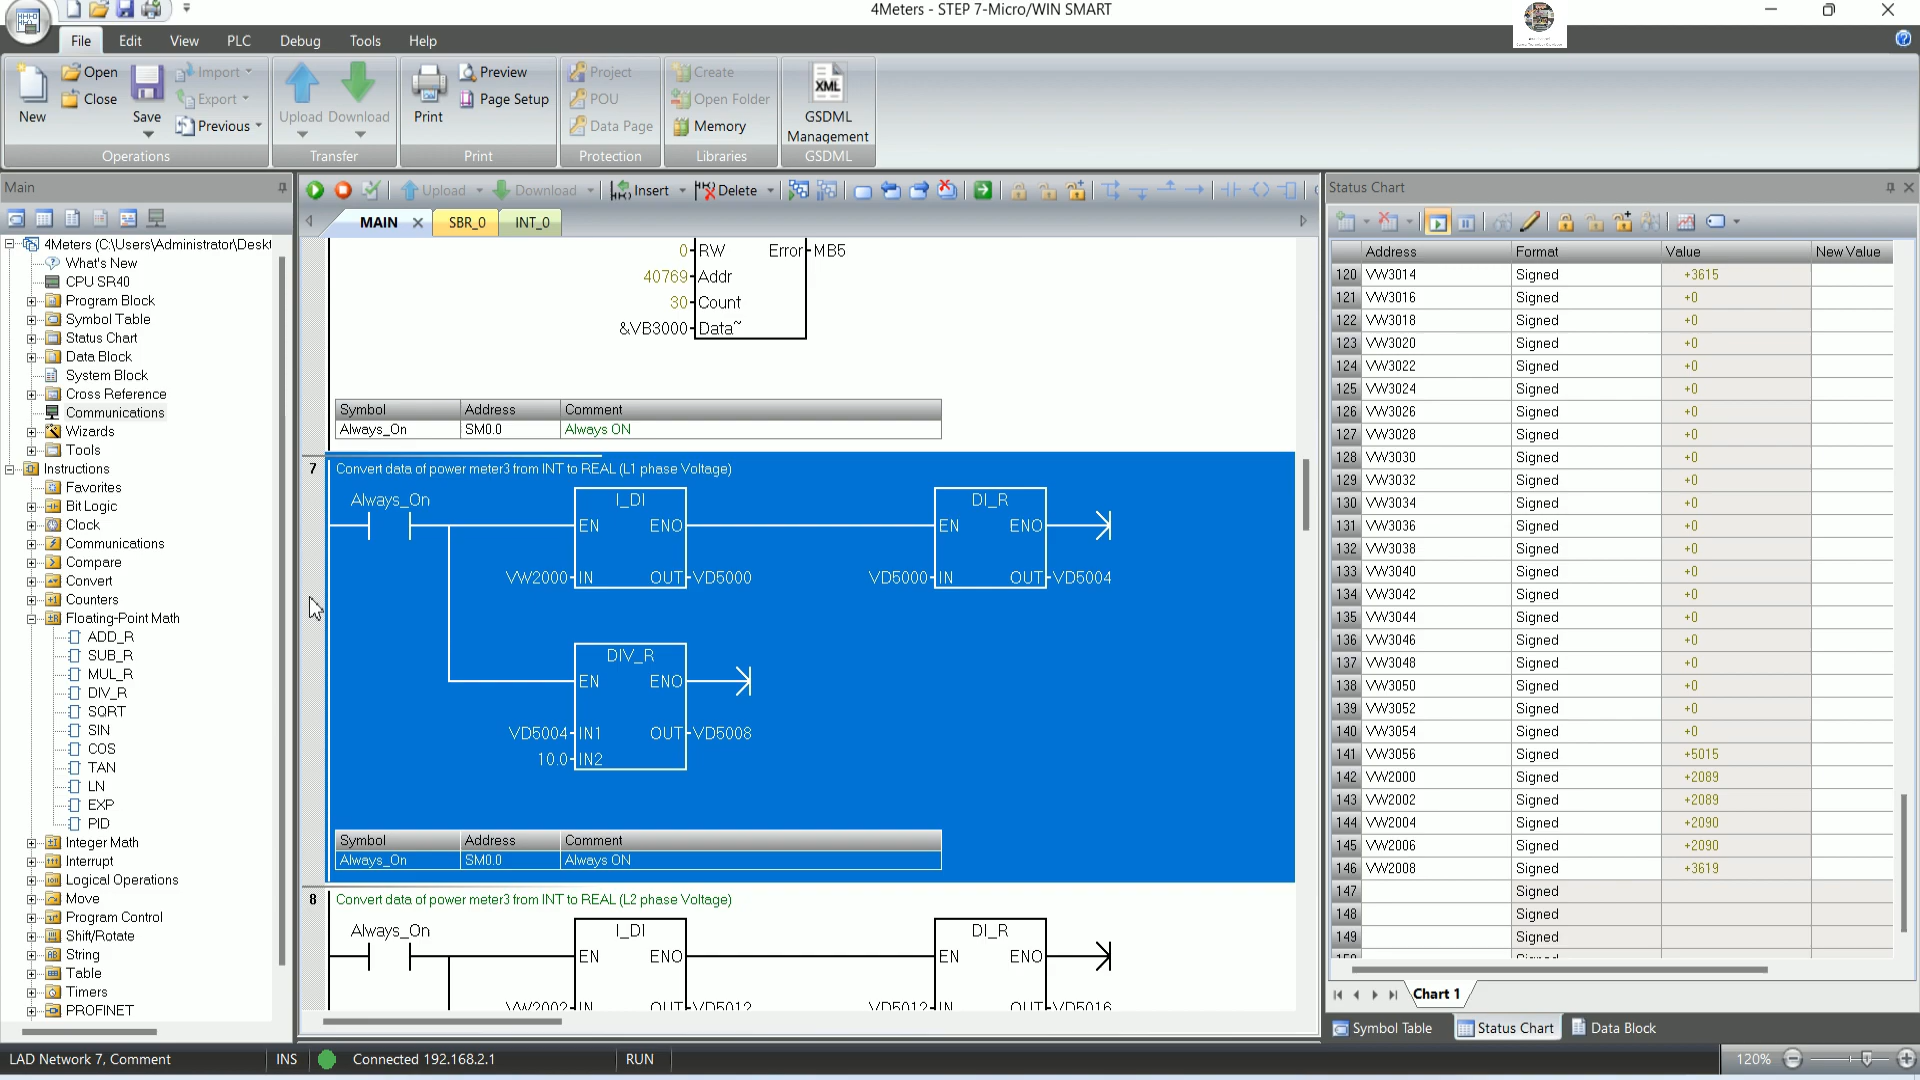 4Meters - STEP 7-Micro/WIN SMART
File Edit View PLC Debug Tools Help
New
Open
Close
Save
Import
Export
Previous
Operations
Upload
Download
Transfer
Print
Preview
Page Setup
Print
Project
POU
Data Page
Protection
Create
Open Folder
Memory
Libraries
XML
GSDML
Management
GSDML
Main
4Meters (C:\Users\Administrator\Deskt
What's New
CPU SR40
Program Block
Symbol Table
Status Chart
Data Block
System Block
Cross Reference
Communications
Wizards
Tools
Instructions
Favorites
Bit Logic
Clock
Communications
Compare
Convert
Counters
Floating-Point Math
ADD_R
SUB_R
MUL_R
DIV_R
SQRT
SIN
COS
TAN
LN
EXP
PID
Integer Math
Interrupt
Logical Operations
Move
Program Control
Shift/Rotate
String
Table
Timers
PROFINET
Upload Download Insert Delete
MAIN SBR_0 INT_0
0 RW Error MB5
40769 Addr
30 Count
&VB3000 Data~
Symbol Address Comment
Always_On SM0.0 Always ON
7 Convert data of power meter3 from INT to REAL (L1 phase Voltage)
Always_On I_DI DI_R
EN ENO EN ENO
VW2000 IN OUT VD5000 VD5000 IN OUT VD5004
DIV_R
EN ENO
VD5004 IN1 OUT VD5008
10.0 IN2
Symbol Address Comment
Always_On SM0.0 Always ON
8 Convert data of power meter3 from INT to REAL (L2 phase Voltage)
Always_On I_DI DI_R
EN ENO EN ENO
VW2002 IN OUT VD5012 VD5012 IN OUT VD5016
Status Chart
Address Format Value New Value
120 VW3014 Signed +3615
121 VW3016 Signed +0
122 VW3018 Signed +0
123 VW3020 Signed +0
124 VW3022 Signed +0
125 VW3024 Signed +0
126 VW3026 Signed +0
127 VW3028 Signed +0
128 VW3030 Signed +0
129 VW3032 Signed +0
130 VW3034 Signed +0
131 VW3036 Signed +0
132 VW3038 Signed +0
133 VW3040 Signed +0
134 VW3042 Signed +0
135 VW3044 Signed +0
136 VW3046 Signed +0
137 VW3048 Signed +0
138 VW3050 Signed +0
139 VW3052 Signed +0
140 VW3054 Signed +0
141 VW3056 Signed +5015
142 VW2000 Signed +2089
143 VW2002 Signed +2089
144 VW2004 Signed +2090
145 VW2006 Signed +2090
146 VW2008 Signed +3619
147 Signed
148 Signed
149 Signed
Chart 1
Symbol Table Status Chart Data Block
LAD Network 7, Comment INS Connected 192.168.2.1 RUN 120%